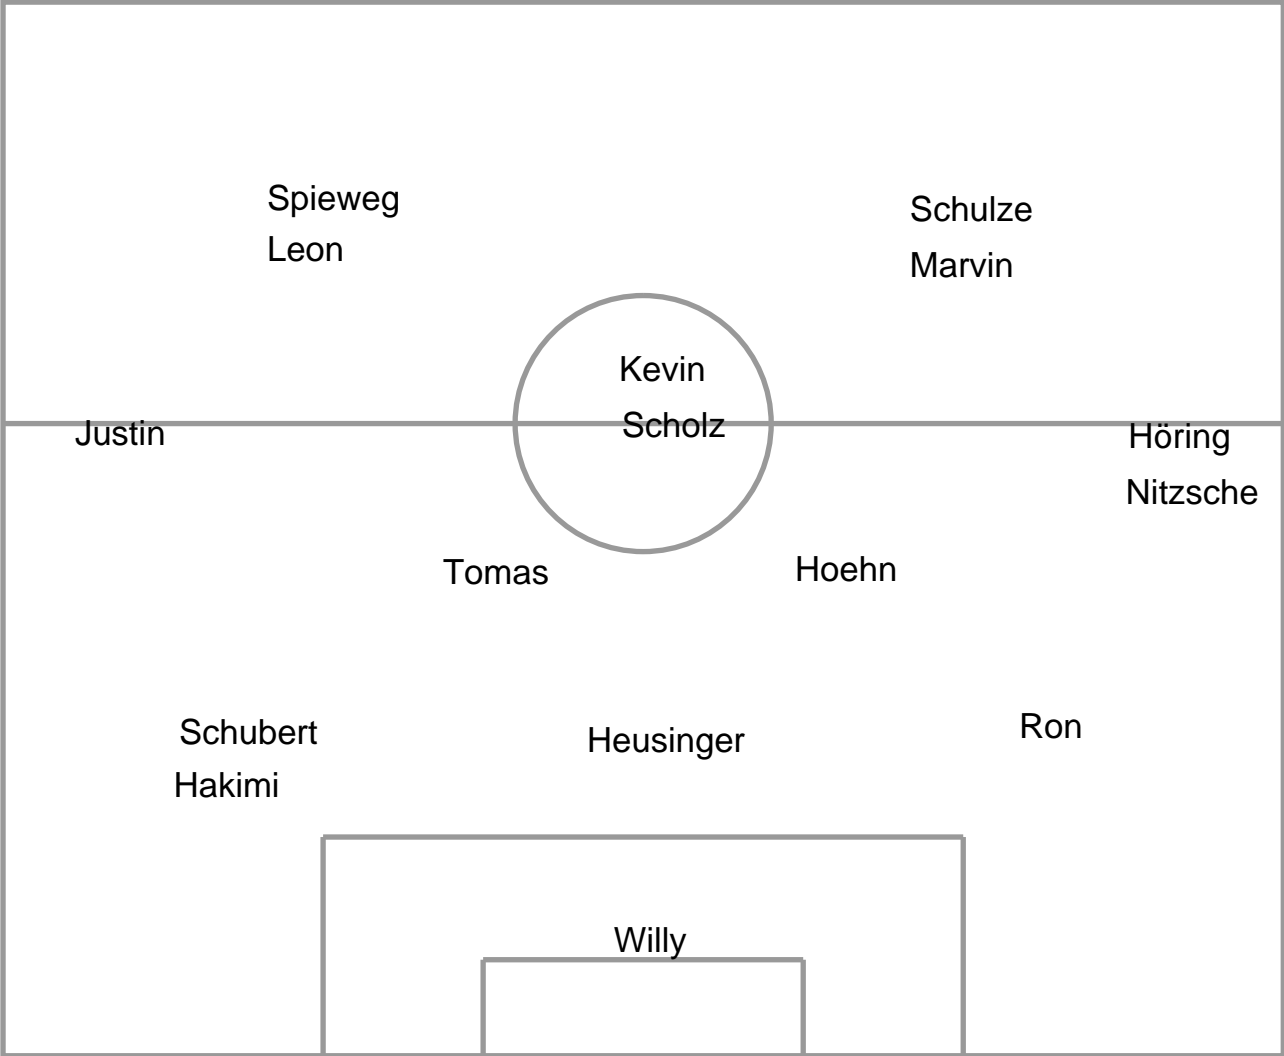 Spieweg
Leon
Schulze
Marvin
Kevin
Scholz
Justin
Höring
Nitzsche
Tomas
Hoehn
Schubert
Hakimi
Heusinger
Ron
Willy